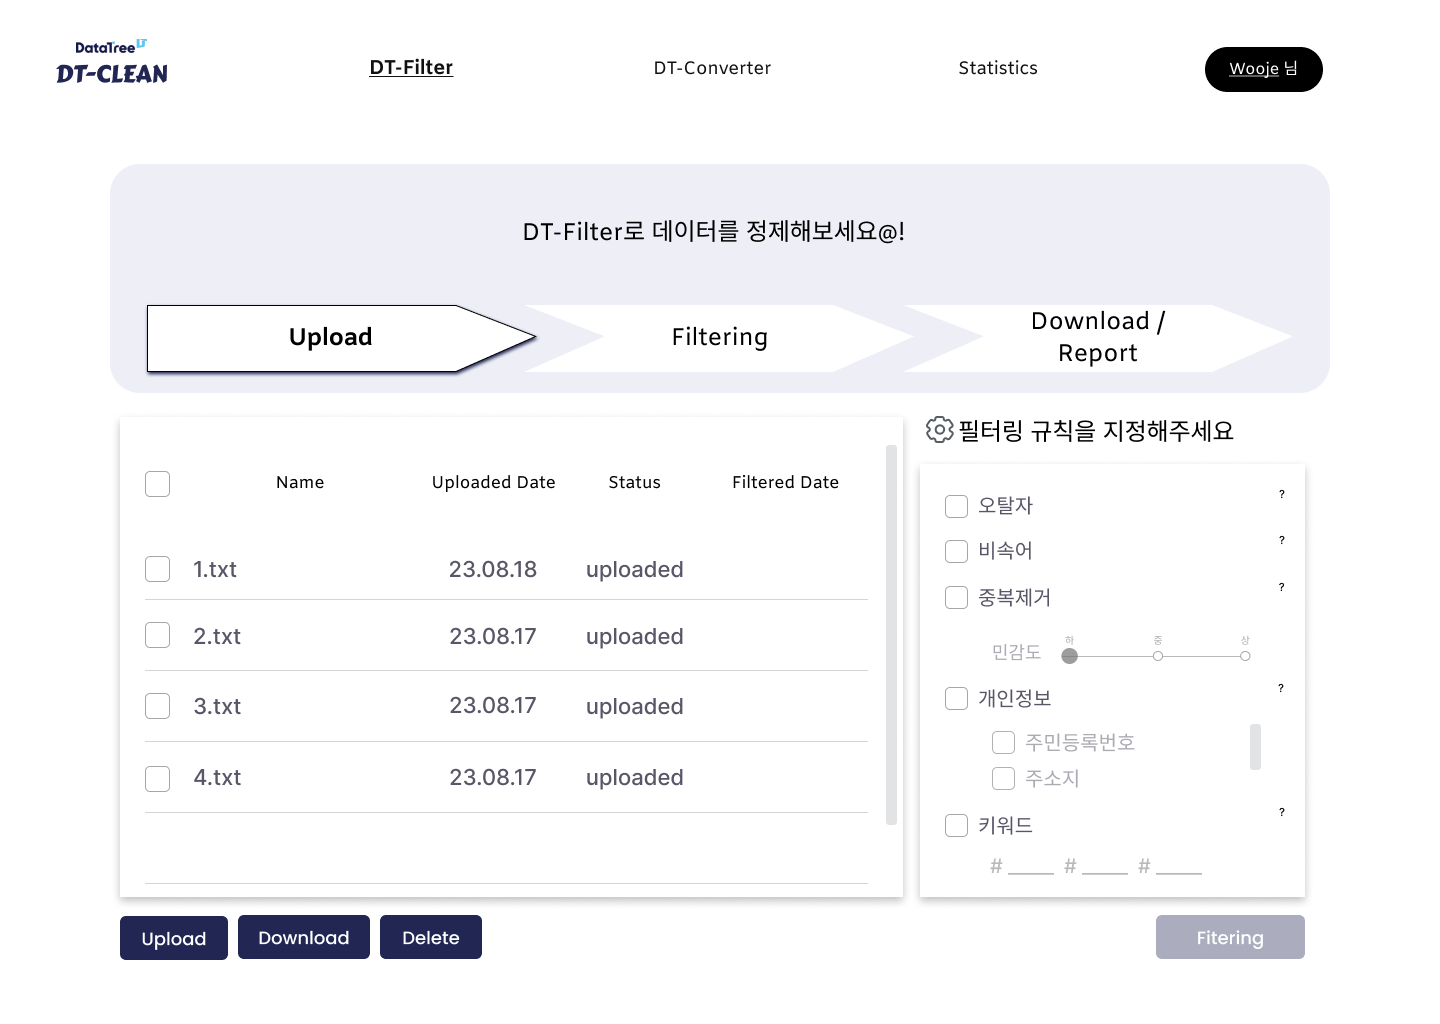 DataTree IT
DT-CLEAN
DT-Filter
DT-Converter
Statistics
Wooje 님
DT-Filter로 데이터를 정제해보세요@!
Upload
Filtering
Download /
Report
필터링 규칙을 지정해주세요
Name Uploaded Date Status Filtered Date
1.txt 23.08.18 uploaded
2.txt 23.08.17 uploaded
3.txt 23.08.17 uploaded
4.txt 23.08.17 uploaded
오탈자 ?
비속어 ?
중복제거 ?
하 중 상
민감도
개인정보 ?
주민등록번호
주소지
키워드 ?
# ____ # ____ # ____
Upload
Download
Delete
Fitering